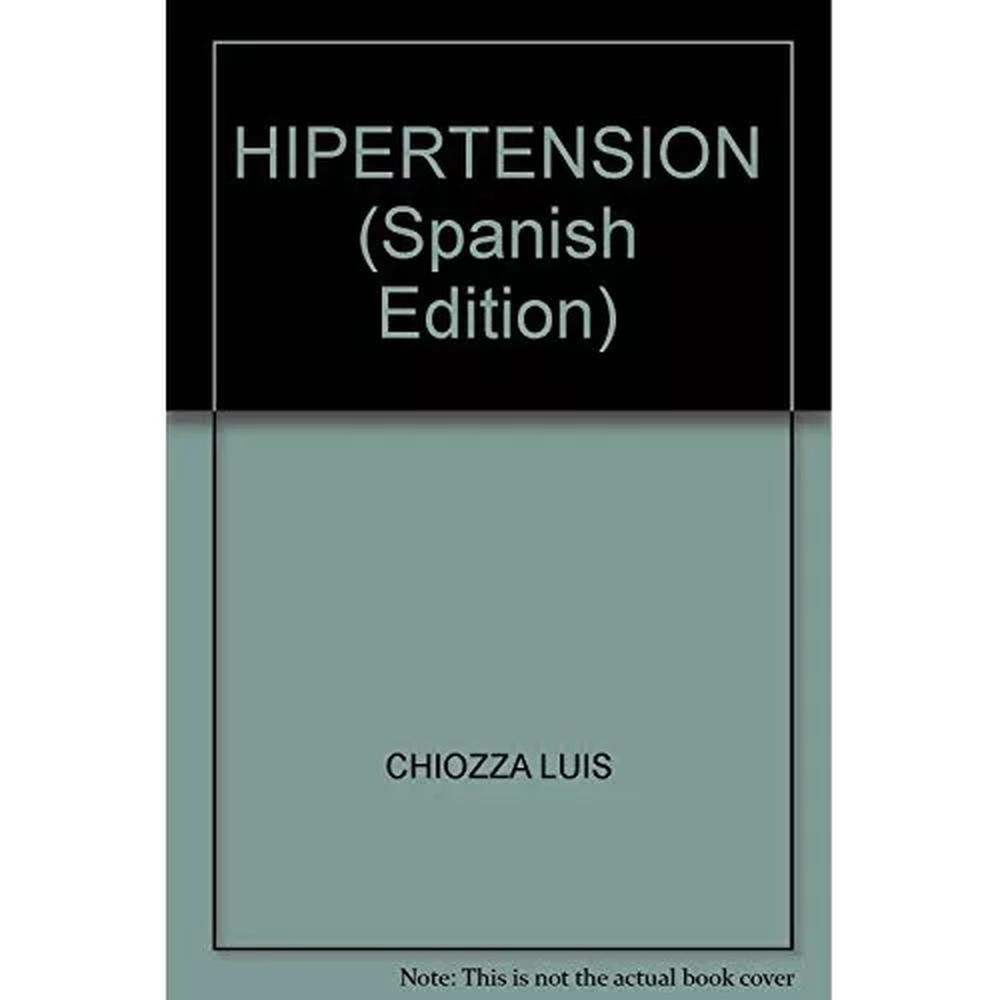 HIPERTENSION
(Spanish
Edition)
CHIOZZA LUIS
Note: This is not the actual book cover